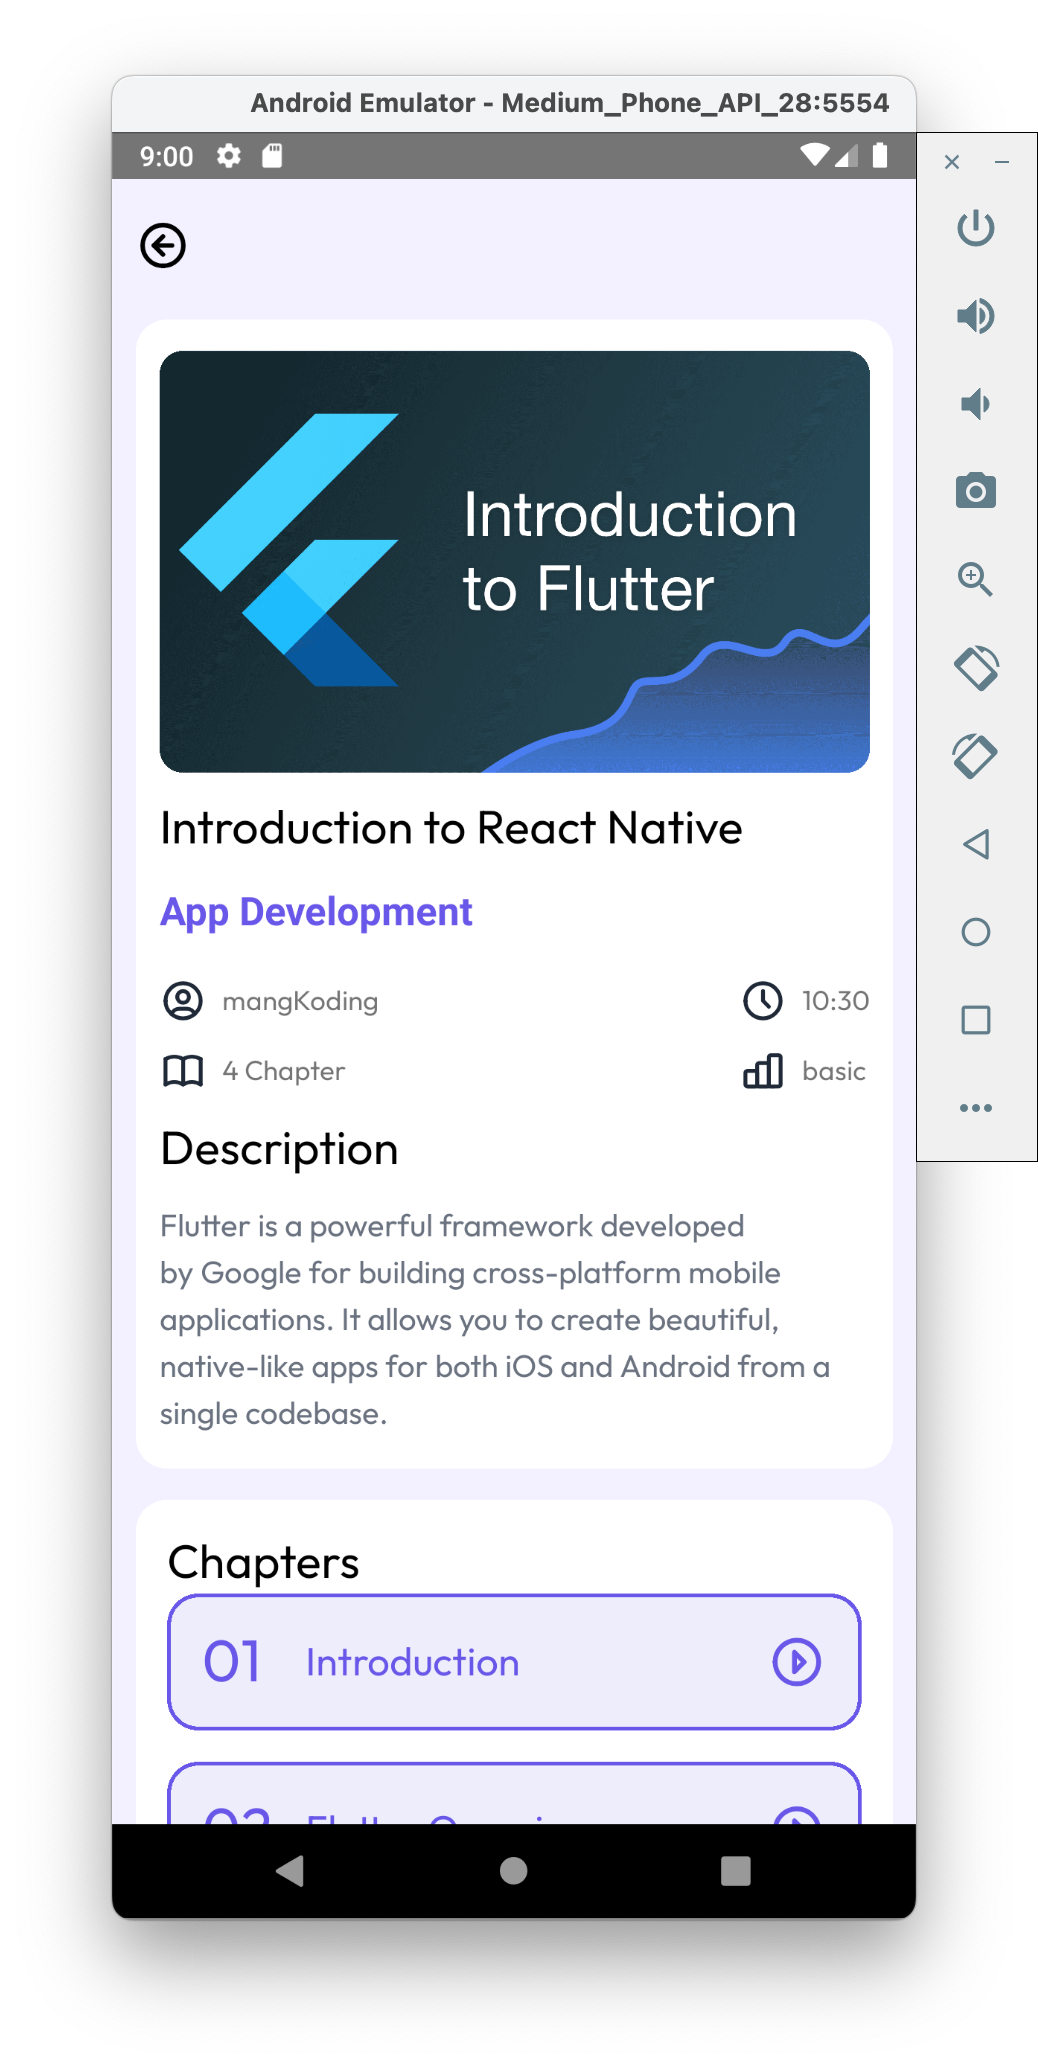 Android Emulator - Medium_Phone_API_28:5554
9:00
Introduction
to Flutter
Introduction to React Native
App Development
mangKoding
10:30
4 Chapter
basic
Description
Flutter is a powerful framework developed
by Google for building cross-platform mobile
applications. It allows you to create beautiful,
native-like apps for both iOS and Android from a
single codebase.
Chapters
01 Introduction
02 Flutter